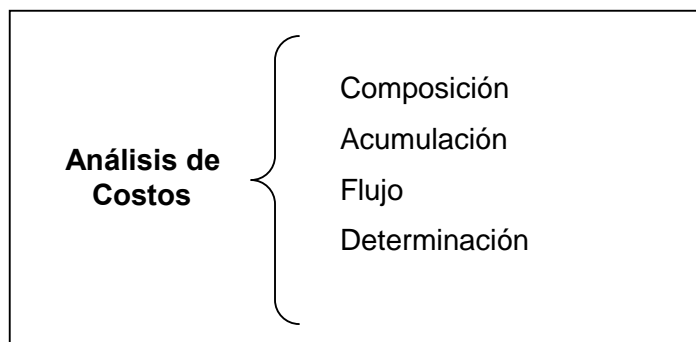 Análisis de
Costos
Composición
Acumulación
Flujo
Determinación